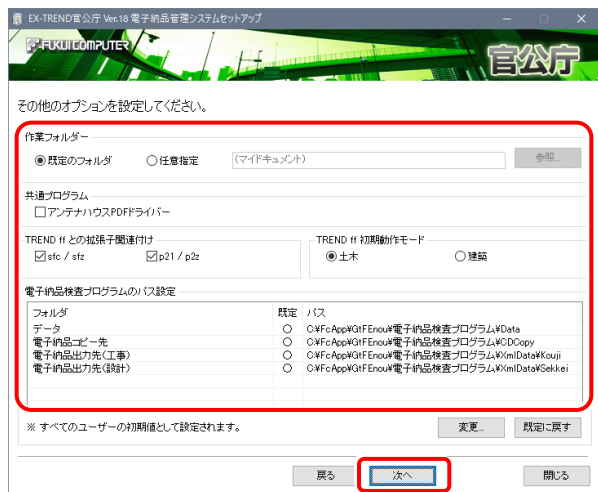 EX-TREND官公庁 Ver.18 電子納品管理システムセットアップ
FUKUI COMPUTER
官公庁
その他のオプションを設定してください。
作業フォルダー
既定のフォルダ 任意指定 (マイドキュメント) 参照...
共通プログラム
アンテナハウスPDFドライバー
TREND ff との拡張子関連付け TREND ff 初期動作モード
sfc / sfz p21 / p2z 土木 建築
電子納品検査プログラムのパス設定
フォルダ 既定 パス
データ ○ C:¥FcApp¥GtFEnou¥電子納品検査プログラム¥Data
電子納品コピー先 ○ C:¥FcApp¥GtFEnou¥電子納品検査プログラム¥CDCopy
電子納品出力先(工事) ○ C:¥FcApp¥GtFEnou¥電子納品検査プログラム¥XmlData¥Kouji
電子納品出力先(設計) ○ C:¥FcApp¥GtFEnou¥電子納品検査プログラム¥XmlData¥Sekkei
※ すべてのユーザーの初期値として設定されます。 変更... 既定に戻す
戻る 次へ 閉じる